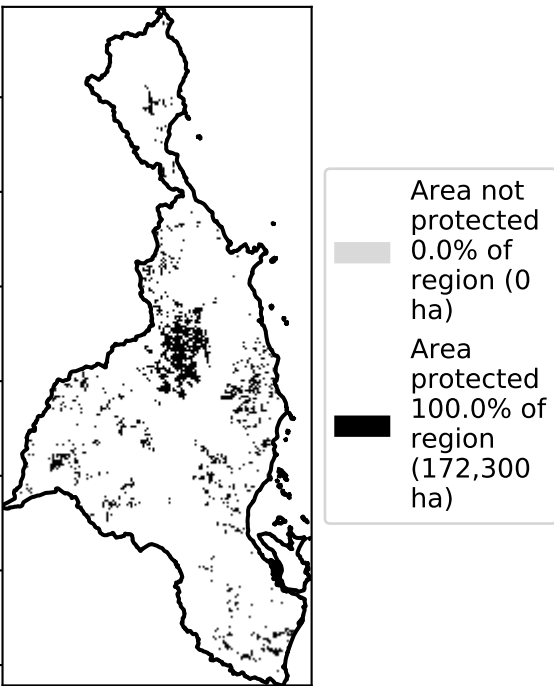 Area not
protected
0.0% of
region (0
ha)
Area
protected
100.0% of
region
(172,300
ha)